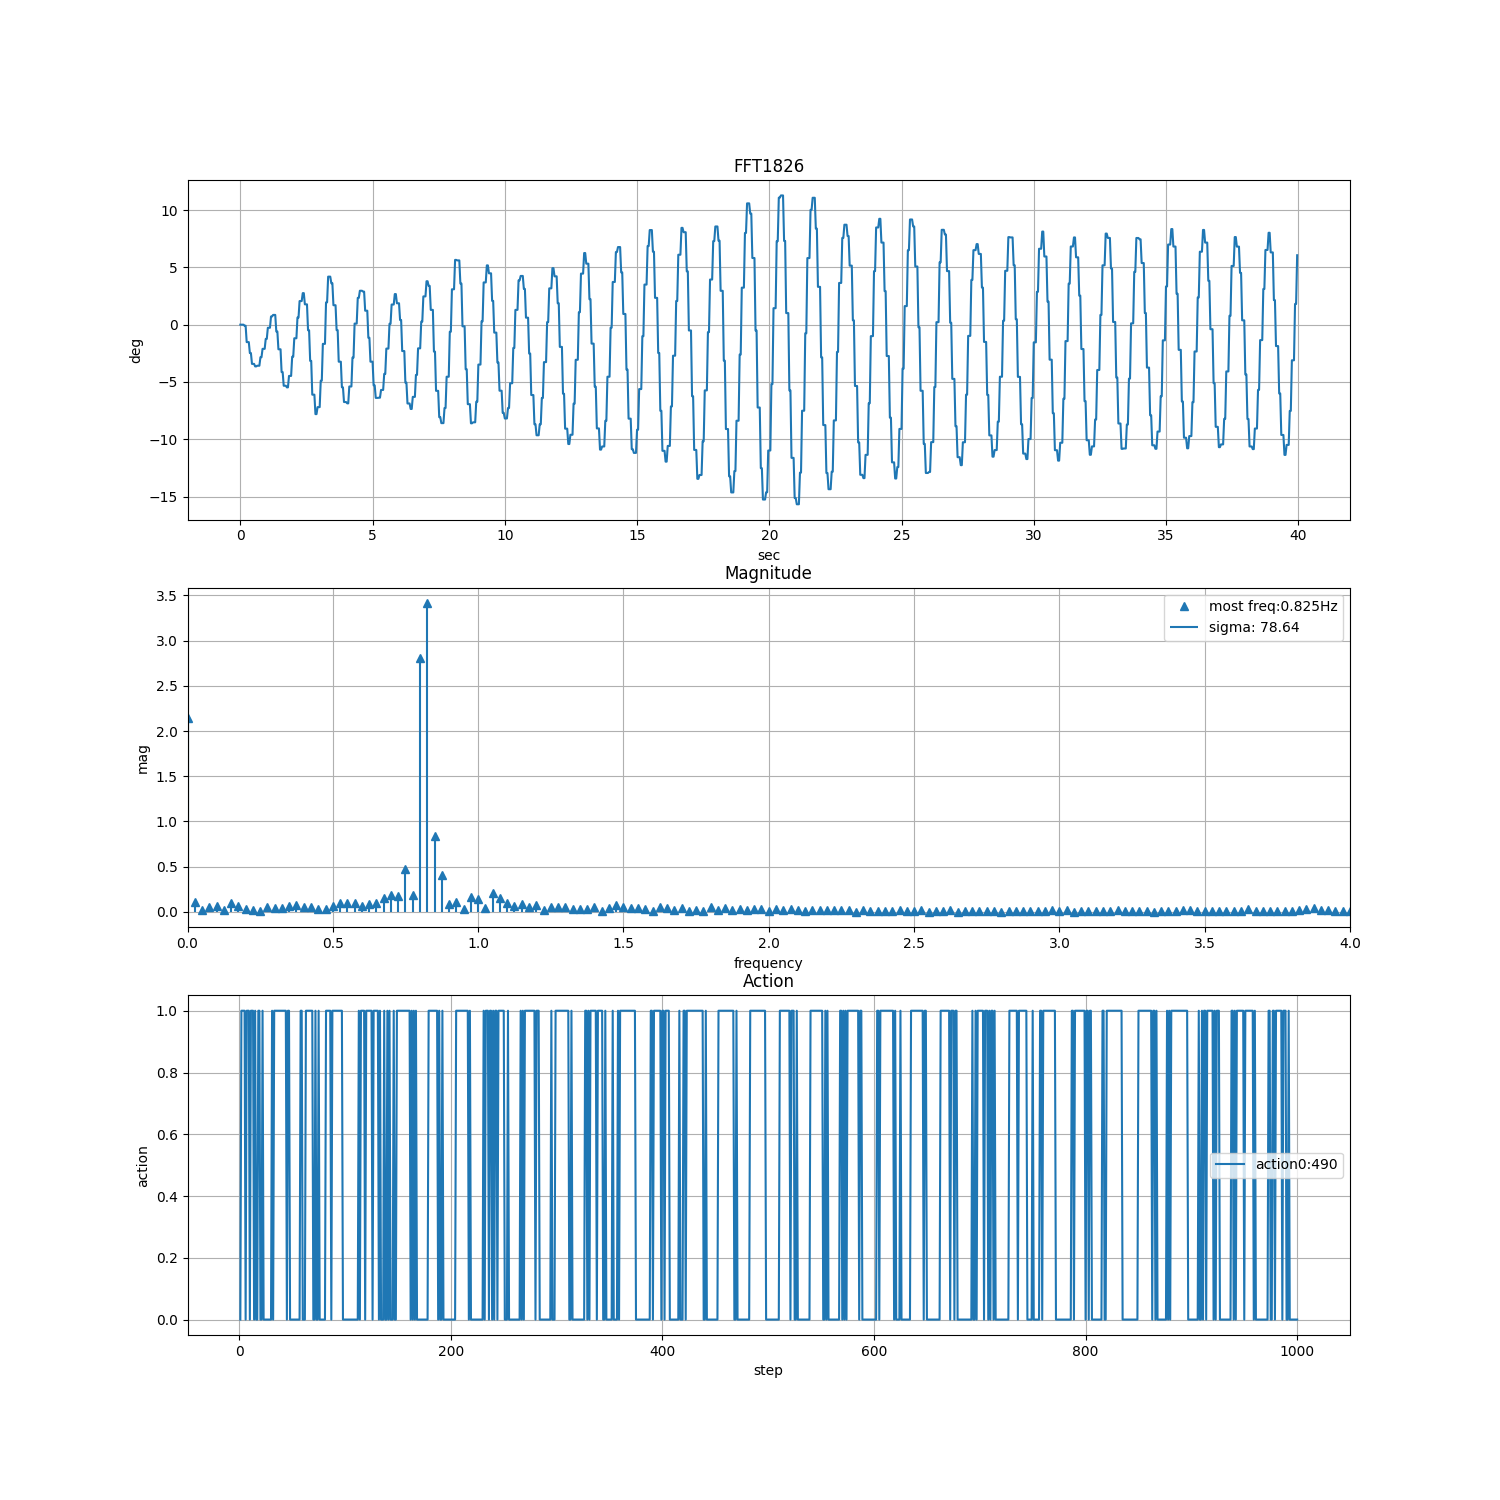 FFT1826
10
5
0
−5
−10
−15
deg
0 5 10 15 20 25 30 35 40
sec
Magnitude
3.5
3.0
2.5
2.0
1.5
1.0
0.5
0.0
mag
most freq:0.825Hz
sigma: 78.64
0.0 0.5 1.0 1.5 2.0 2.5 3.0 3.5 4.0
frequency
Action
1.0
0.8
0.6
0.4
0.2
0.0
action
action0:490
0 200 400 600 800 1000
step